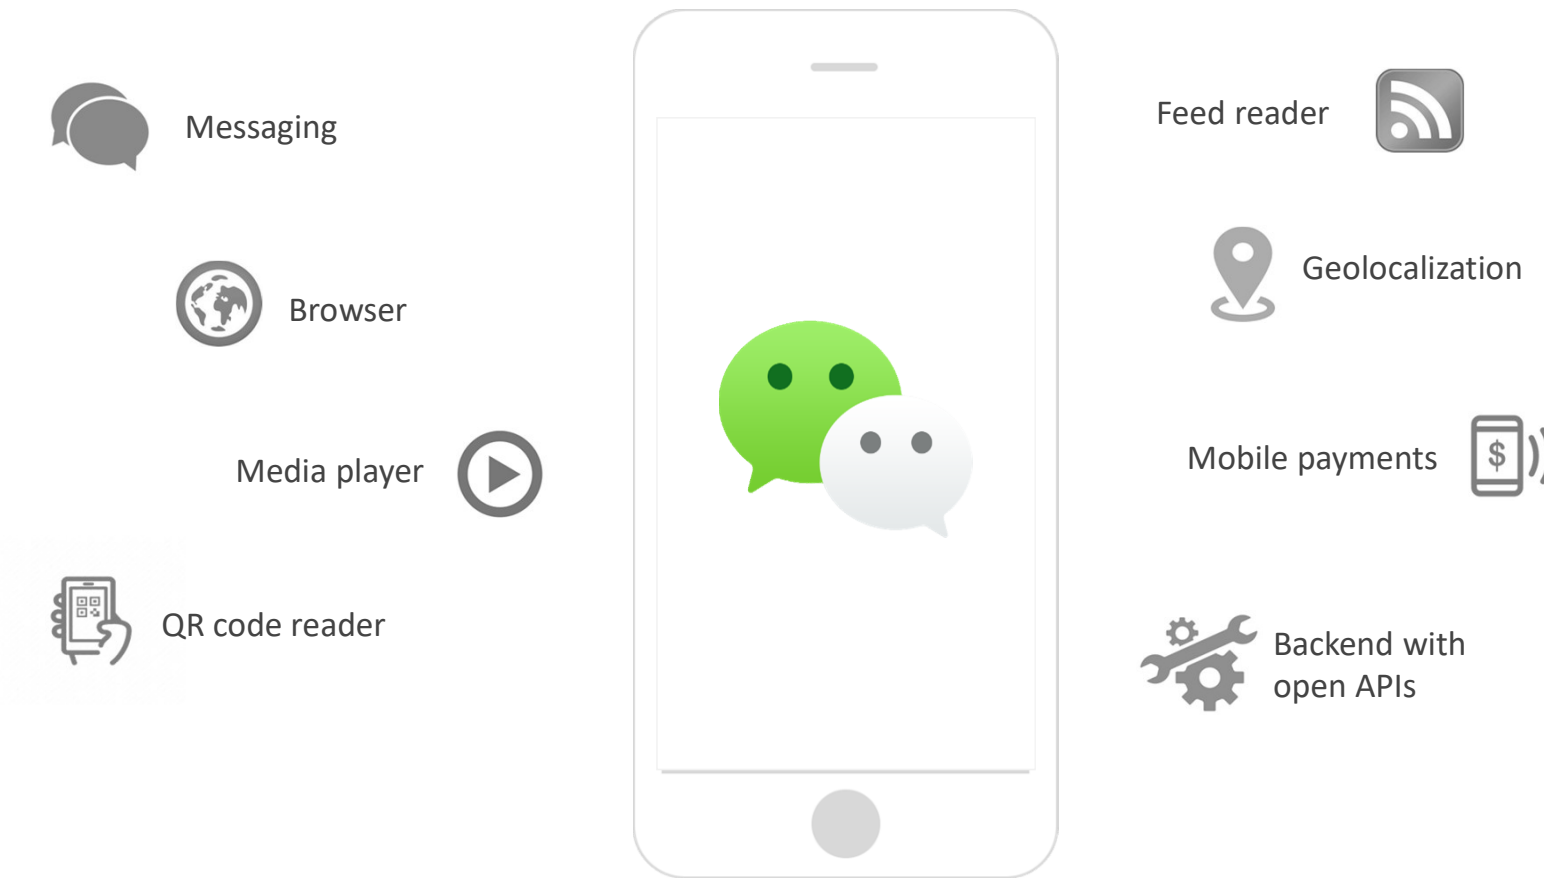 Messaging
Browser
Media player
QR code reader
Feed reader
Geolocalization
Mobile payments
$
Backend with
open APIs